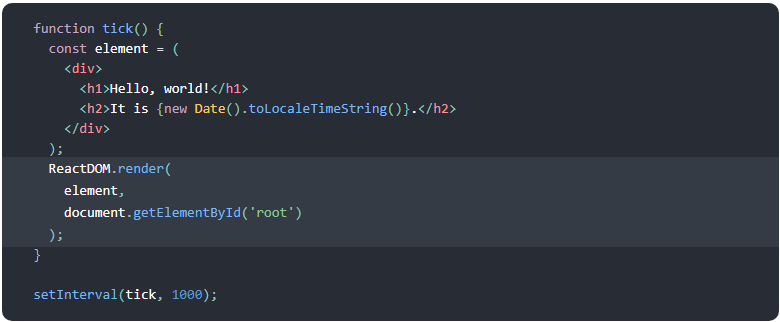 function tick() {
  const element = (
    <div>
      <h1>Hello, world!</h1>
      <h2>It is {new Date().toLocaleTimeString()}.</h2>
    </div>
  );
  ReactDOM.render(
    element,
    document.getElementById('root')
  );
}

setInterval(tick, 1000);